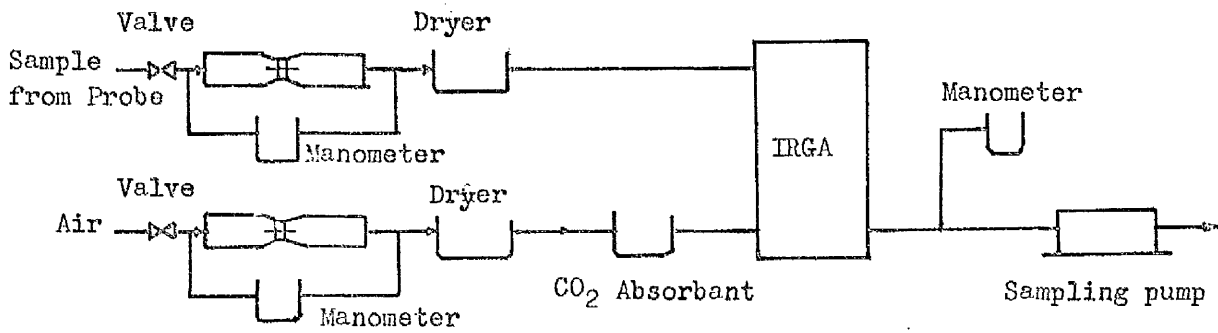 Valve
Dryer
Sample
from Probe
Manometer
IRGA
Manometer
Valve
Dryer
Air
CO₂ Absorbant
Manometer
Sampling pump